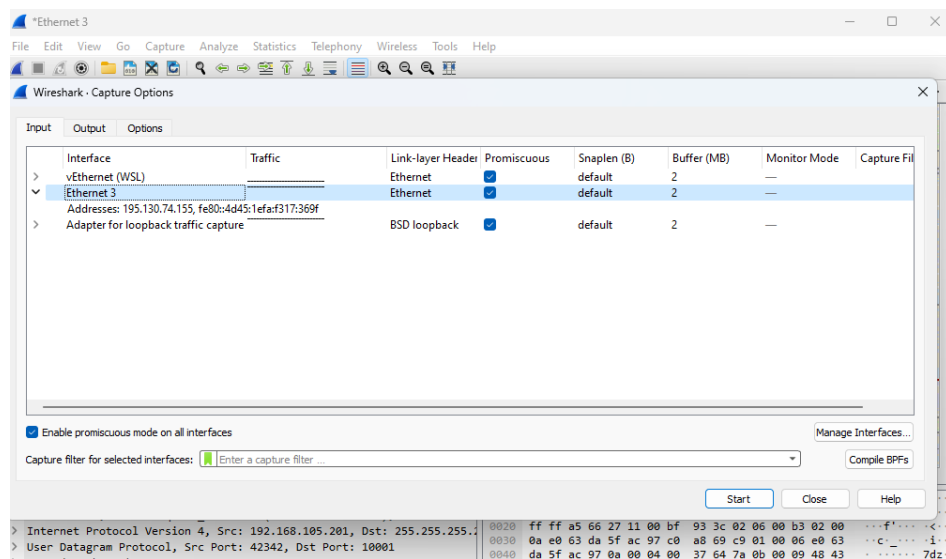 *Ethernet 3
File Edit View Go Capture Analyze Statistics Telephony Wireless Tools Help
Wireshark · Capture Options
Input Output Options
Interface Traffic Link-layer Header Promiscuous Snaplen (B) Buffer (MB) Monitor Mode Capture Fil
vEthernet (WSL) Ethernet default 2 —
Ethernet 3 Ethernet default 2 —
Addresses: 195.130.74.155, fe80::4d45:1efa:f317:369f
Adapter for loopback traffic capture BSD loopback default 2 —
Enable promiscuous mode on all interfaces Manage Interfaces...
Capture filter for selected interfaces: Enter a capture filter ... Compile BPFs
Start Close Help
Internet Protocol Version 4, Src: 192.168.105.201, Dst: 255.255.255.2 0020 ff ff a5 66 27 11 00 bf 93 3c 02 06 00 b3 02 00 ···f'··· ·<
User Datagram Protocol, Src Port: 42342, Dst Port: 10001 0030 0a e0 63 da 5f ac 97 c0 a8 69 c9 01 00 06 e0 63 ··c·_··· ·i·
0040 da 5f ac 97 0a 00 04 00 37 64 7a 0b 00 09 48 43 ·_······ 7dz